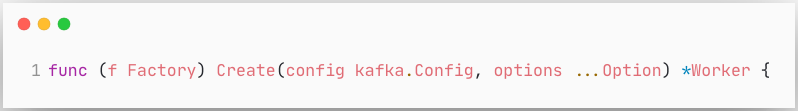 1 func (f Factory) Create(config kafka.Config, options ...Option) *Worker {